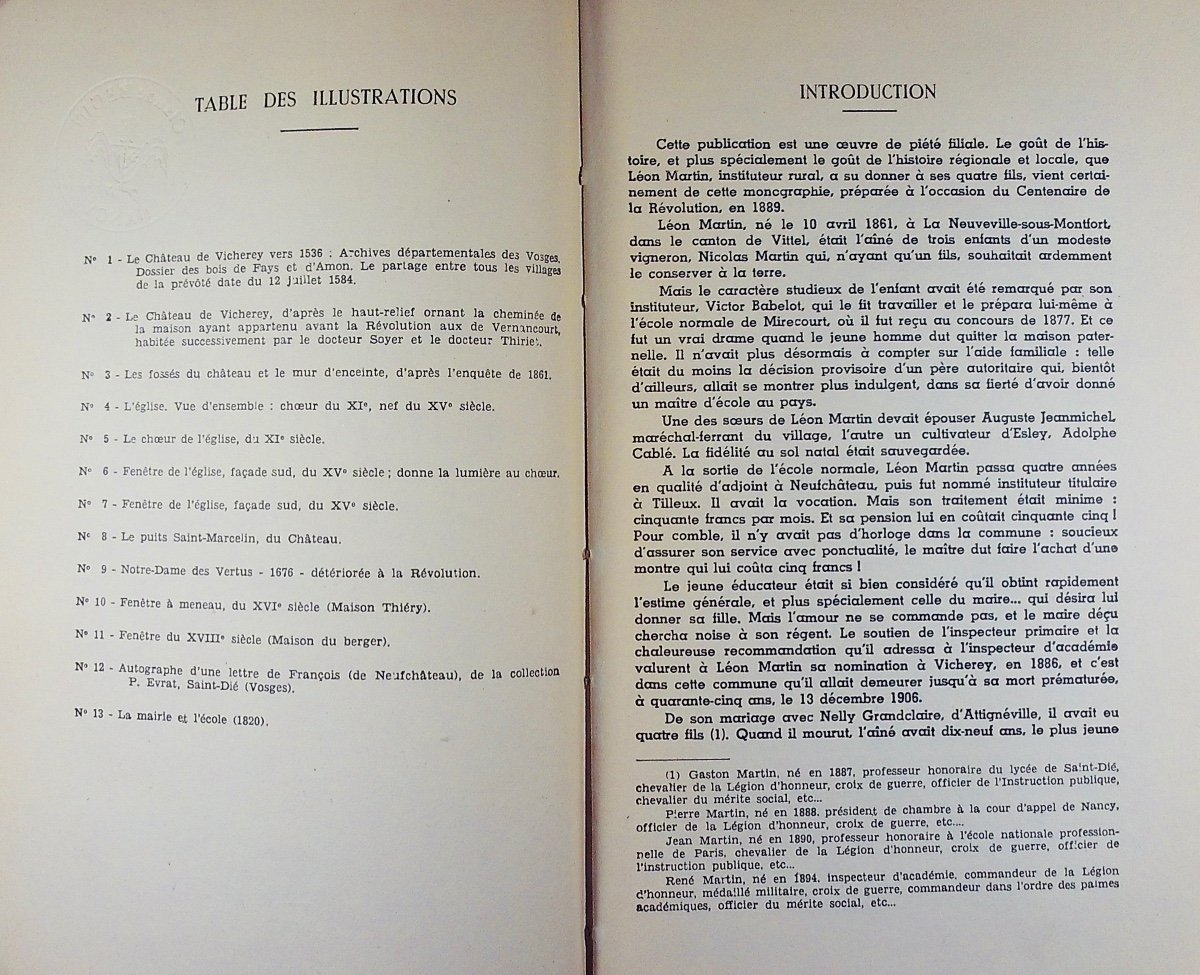 TABLE DES ILLUSTRATIONS
N° 1 - Le Château de Vicherey vers 1536 : Archives départementales des Vosges.
Dossier des bois de Fays et d'Amon. Le partage entre tous les villages
de la prévôté date du 12 juillet 1584.
N° 2 - Le Château de Vicherey, d'après le haut-relief ornant la cheminée de
la maison ayant appartenu avant la Révolution aux de Vernancourt,
habitée successivement par le docteur Soyer et le docteur Thiriet.
N° 3 - Les fossés du château et le mur d'enceinte, d'après l'enquête de 1861.
N° 4 - L'église. Vue d'ensemble : chœur du XIe, nef du XVe siècle.
N° 5 - Le chœur de l'église, du XIe siècle.
N° 6 - Fenêtre de l'église, façade sud, du XVe siècle ; donne la lumière au chœur.
N° 7 - Fenêtre de l'église, façade sud, du XVe siècle.
N° 8 - Le puits Saint-Marcelin, du Château.
N° 9 - Notre-Dame des Vertus - 1676 - détériorée à la Révolution.
N° 10 - Fenêtre à meneau, du XVIe siècle (Maison Thiéry).
N° 11 - Fenêtre du XVIIIe siècle (Maison du berger).
N° 12 - Autographe d'une lettre de François (de Neufchâteau), de la collection
P. Evrat, Saint-Dié (Vosges).
N° 13 - La mairie et l'école (1820).
INTRODUCTION
Cette publication est une œuvre de piété filiale. Le goût de l'his-
toire, et plus spécialement le goût de l'histoire régionale et locale, que
Léon Martin, instituteur rural, a su donner à ses quatre fils, vient certai-
nement de cette monographie, préparée à l'occasion du Centenaire de
la Révolution, en 1889.
Léon Martin, né le 10 avril 1861, à La Neuveville-sous-Montfort,
dans le canton de Vittel, était l'aîné de trois enfants d'un modeste
vigneron, Nicolas Martin qui, n'ayant qu'un fils, souhaitait ardemment
le conserver à la terre.
Mais le caractère studieux de l'enfant avait été remarqué par son
instituteur, Victor Babelot, qui le fit travailler et le prépara lui-même à
l'école normale de Mirecourt, où il fut reçu au concours de 1877. Et ce
fut un vrai drame quand le jeune homme dut quitter la maison pater-
nelle. Il n'avait plus désormais à compter sur l'aide familiale : telle
était du moins la décision provisoire d'un père autoritaire qui, bientôt
d'ailleurs, allait se montrer plus indulgent, dans sa fierté d'avoir donné
un maître d'école au pays.
Une des sœurs de Léon Martin devait épouser Auguste Jeanmichel,
maréchal-ferrant du village, l'autre un cultivateur d'Esley, Adolphe
Cablé. La fidélité au sol natal était sauvegardée.
A la sortie de l'école normale, Léon Martin passa quatre années
en qualité d'adjoint à Neufchâteau, puis fut nommé instituteur titulaire
à Tilleux. Il avait la vocation. Mais son traitement était minime :
cinquante francs par mois. Et sa pension lui en coûtait cinquante cinq !
Pour comble, il n'y avait pas d'horloge dans la commune : soucieux
d'assurer son service avec ponctualité, le maître dut faire l'achat d'une
montre qui lui coûta cinq francs !
Le jeune éducateur était si bien considéré qu'il obtint rapidement
l'estime générale, et plus spécialement celle du maire... qui désira lui
donner sa fille. Mais l'amour ne se commande pas, et le maire déçu
chercha noise à son régent. Le soutien de l'inspecteur primaire et la
chaleureuse recommandation qu'il adressa à l'inspecteur d'académie
valurent à Léon Martin sa nomination à Vicherey, en 1886, et c'est
dans cette commune qu'il allait demeurer jusqu'à sa mort prématurée,
à quarante-cinq ans, le 13 décembre 1906.
De son mariage avec Nelly Grandclaire, d'Attignéville, il avait eu
quatre fils (1). Quand il mourut, l'aîné avait dix-neuf ans, le plus jeune
(1) Gaston Martin, né en 1887, professeur honoraire du lycée de Saint-Dié,
chevalier de la Légion d'honneur, croix de guerre, officier de l'Instruction publique,
chevalier du mérite social, etc...
Pierre Martin, né en 1888, président de chambre à la cour d'appel de Nancy,
officier de la Légion d'honneur, croix de guerre, etc....
Jean Martin, né en 1890, professeur honoraire à l'école nationale profession-
nelle de Paris, chevalier de la Légion d'honneur, croix de guerre, officier de
l'instruction publique, etc...
René Martin, né en 1894, inspecteur d'académie, commandeur de la Légion
d'honneur, médaillé militaire, croix de guerre, commandeur dans l'ordre des palmes
académiques, officier du mérite social, etc...